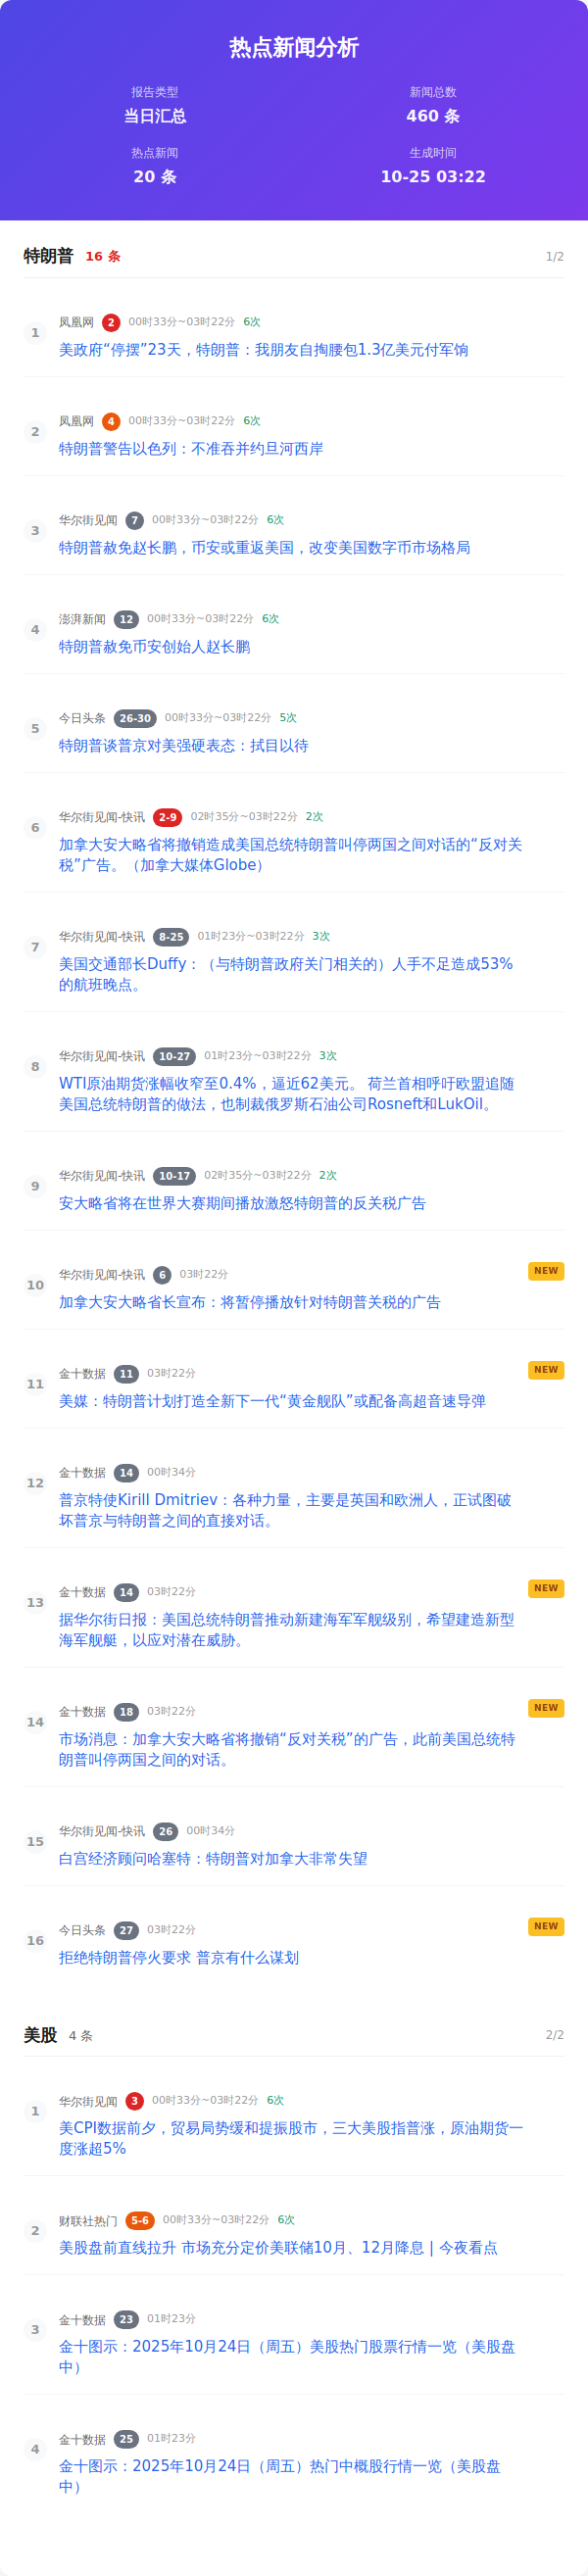 热点新闻分析
报告类型
当日汇总
新闻总数
460 条
热点新闻
20 条
生成时间
10-25 03:22
特朗普 16 条 1/2
1 凤凰网 2 00时33分~03时22分 6次
美政府“停摆”23天，特朗普：我朋友自掏腰包1.3亿美元付军饷
2 凤凰网 4 00时33分~03时22分 6次
特朗普警告以色列：不准吞并约旦河西岸
3 华尔街见闻 7 00时33分~03时22分 6次
特朗普赦免赵长鹏，币安或重返美国，改变美国数字币市场格局
4 澎湃新闻 12 00时33分~03时22分 6次
特朗普赦免币安创始人赵长鹏
5 今日头条 26-30 00时33分~03时22分 5次
特朗普谈普京对美强硬表态：拭目以待
6 华尔街见闻-快讯 2-9 02时35分~03时22分 2次
加拿大安大略省将撤销造成美国总统特朗普叫停两国之间对话的“反对关
税”广告。（加拿大媒体Globe）
7 华尔街见闻-快讯 8-25 01时23分~03时22分 3次
美国交通部长Duffy：（与特朗普政府关门相关的）人手不足造成53%
的航班晚点。
8 华尔街见闻-快讯 10-27 01时23分~03时22分 3次
WTI原油期货涨幅收窄至0.4%，逼近62美元。 荷兰首相呼吁欧盟追随
美国总统特朗普的做法，也制裁俄罗斯石油公司Rosneft和LukOil。
9 华尔街见闻-快讯 10-17 02时35分~03时22分 2次
安大略省将在世界大赛期间播放激怒特朗普的反关税广告
10 华尔街见闻-快讯 6 03时22分 NEW
加拿大安大略省长宣布：将暂停播放针对特朗普关税的广告
11 金十数据 11 03时22分 NEW
美媒：特朗普计划打造全新下一代“黄金舰队”或配备高超音速导弹
12 金十数据 14 00时34分
普京特使Kirill Dmitriev：各种力量，主要是英国和欧洲人，正试图破
坏普京与特朗普之间的直接对话。
13 金十数据 14 03时22分 NEW
据华尔街日报：美国总统特朗普推动新建海军军舰级别，希望建造新型
海军舰艇，以应对潜在威胁。
14 金十数据 18 03时22分 NEW
市场消息：加拿大安大略省将撤销“反对关税”的广告，此前美国总统特
朗普叫停两国之间的对话。
15 华尔街见闻-快讯 26 00时34分
白宫经济顾问哈塞特：特朗普对加拿大非常失望
16 今日头条 27 03时22分 NEW
拒绝特朗普停火要求 普京有什么谋划
美股 4 条 2/2
1 华尔街见闻 3 00时33分~03时22分 6次
美CPI数据前夕，贸易局势缓和提振股市，三大美股指普涨，原油期货一
度涨超5%
2 财联社热门 5-6 00时33分~03时22分 6次
美股盘前直线拉升 市场充分定价美联储10月、12月降息 | 今夜看点
3 金十数据 23 01时23分
金十图示：2025年10月24日（周五）美股热门股票行情一览（美股盘
中）
4 金十数据 25 01时23分
金十图示：2025年10月24日（周五）热门中概股行情一览（美股盘
中）